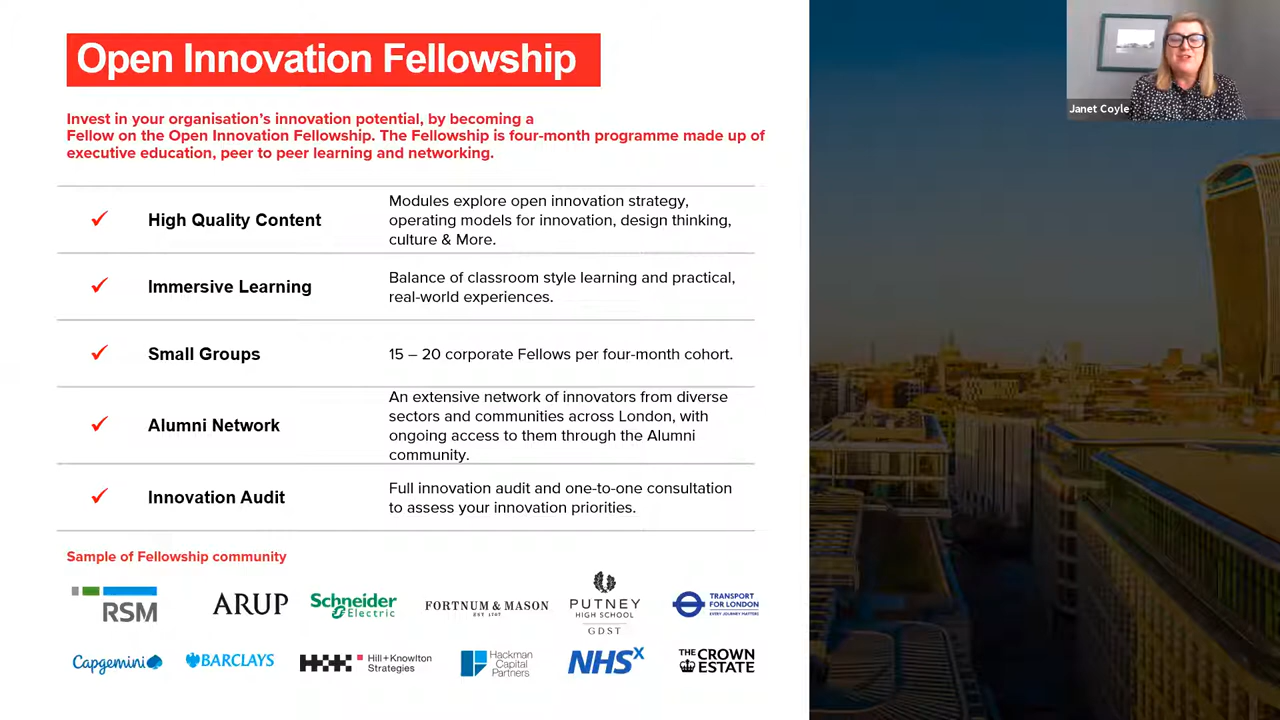 Open Innovation Fellowship
Janet Coyle
Invest in your organisation's innovation potential, by becoming a
Fellow on the Open Innovation Fellowship. The Fellowship is four-month programme made up of
executive education, peer to peer learning and networking.
✓ High Quality Content
Modules explore open innovation strategy,
operating models for innovation, design thinking,
culture & More.
✓ Immersive Learning
Balance of classroom style learning and practical,
real-world experiences.
✓ Small Groups
15 – 20 corporate Fellows per four-month cohort.
✓ Alumni Network
An extensive network of innovators from diverse
sectors and communities across London, with
ongoing access to them through the Alumni
community.
✓ Innovation Audit
Full innovation audit and one-to-one consultation
to assess your innovation priorities.
Sample of Fellowship community
RSM
ARUP
Schneider
Electric
FORTNUM & MASON
EST 1707
PUTNEY
HIGH SCHOOL
GDST
TRANSPORT
FOR LONDON
EVERY JOURNEY MATTERS
Capgemini
BARCLAYS
H+K
Hill+Knowlton
Strategies
Hackman
Capital
Partners
NHSX
THE CROWN
ESTATE